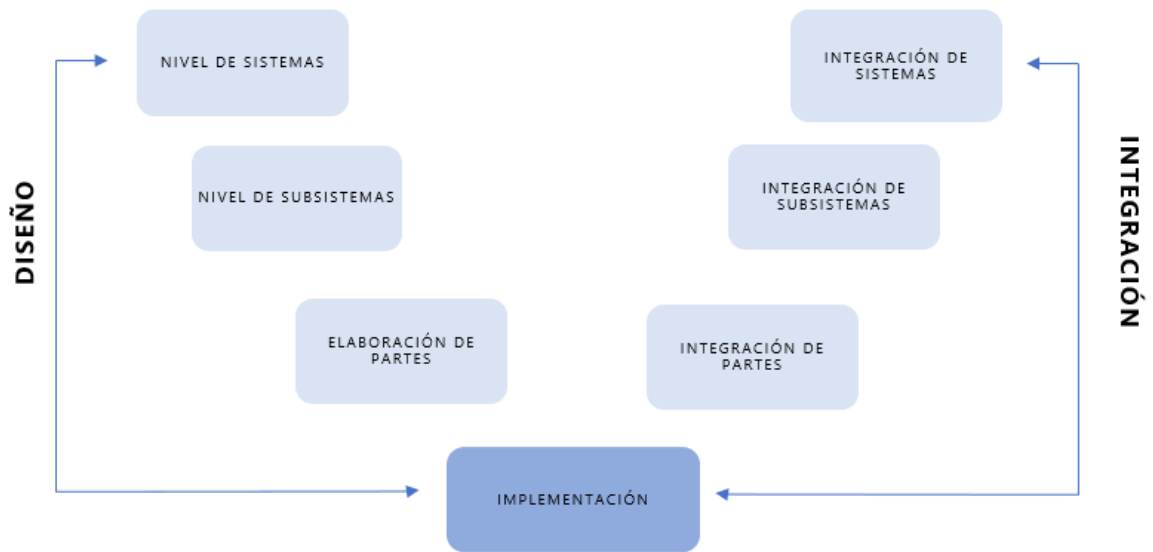 NIVEL DE SISTEMAS
INTEGRACIÓN DE
SISTEMAS
DISEÑO
NIVEL DE SUBSISTEMAS
INTEGRACIÓN DE
SUBSISTEMAS
INTEGRACIÓN
ELABORACIÓN DE
PARTES
INTEGRACIÓN DE
PARTES
IMPLEMENTACIÓN